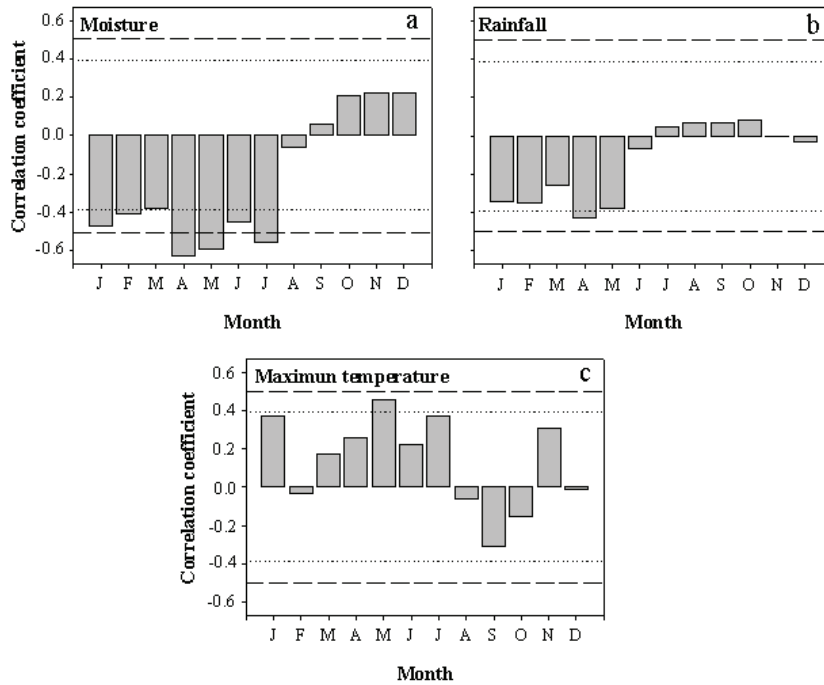 Moisture
a
Correlation coefficient
0.6
0.4
0.2
0.0
-0.2
-0.4
-0.6
J F M A M J J A S O N D
Month
Rainfall
b
J F M A M J J A S O N D
Month
Maximun temperature
c
Correlation coefficient
0.6
0.4
0.2
0.0
-0.2
-0.4
-0.6
J F M A M J J A S O N D
Month